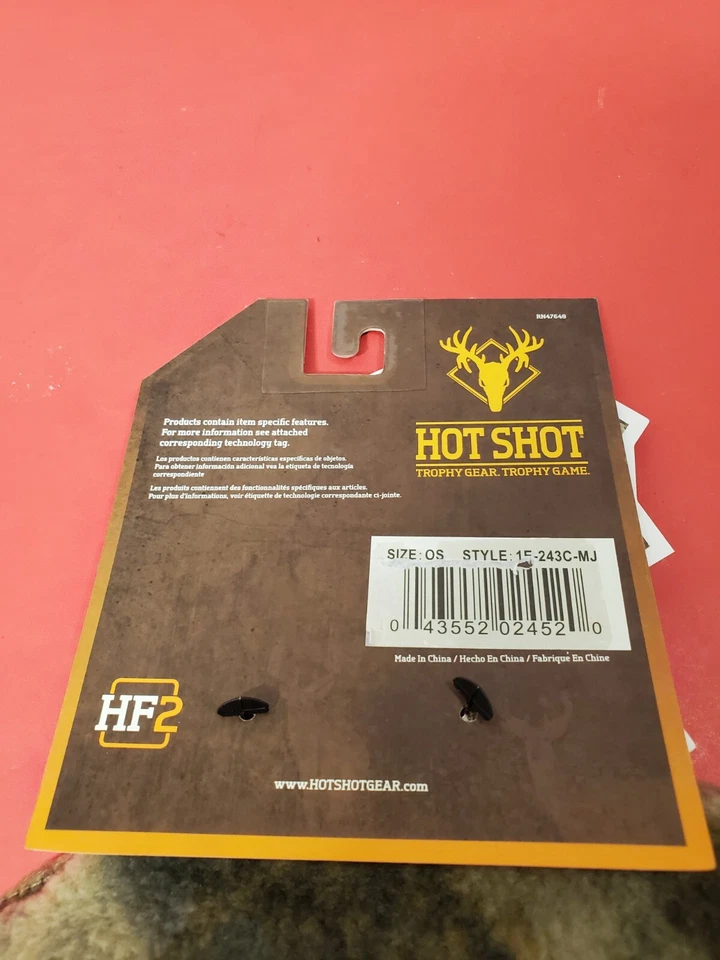 RN47648
HOT SHOT
TROPHY GEAR. TROPHY GAME.
Products contain item specific features.
For more information see attached
corresponding technology tag.
Los productos contienen características específicas de objetos.
Para obtener información adicional vea la etiqueta de tecnología
correspondiente
Les produits contiennent des fonctionnalités spécifiques aux articles.
Pour plus d'informations, voir étiquette de technologie correspondante ci-jointe.
SIZE: OS STYLE: 1F-243C-MJ
0 43552 02452 0
Made In China / Hecho En China / Fabriqué En Chine
HF2
www.HOTSHOTGEAR.com